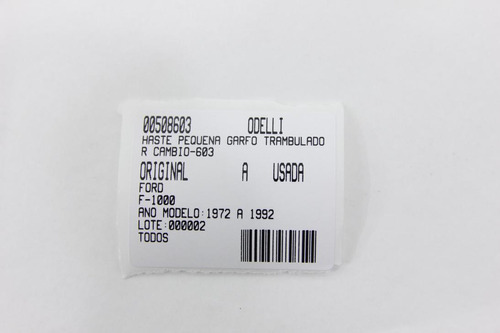 00508603 ODELLI
HASTE PEQUENA GARFO TRAMBULADO
R CAMBIO-603
ORIGINAL A USADA
FORD
F-1000
ANO MODELO:1972 A 1992
LOTE:000002
TODOS